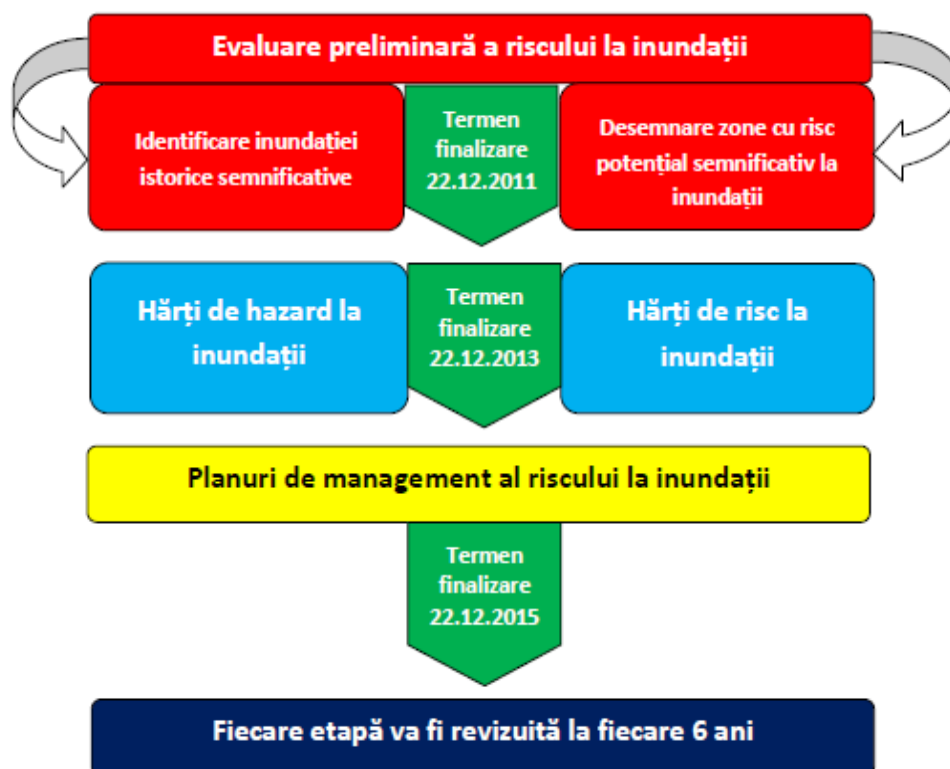 Evaluare preliminară a riscului la inundații
Identificare inundației
istorice semnificative
Termen
finalizare
22.12.2011
Desemnare zone cu risc
potențial semnificativ la
inundații
Hărți de hazard la
inundații
Termen
finalizare
22.12.2013
Hărți de risc la
inundații
Planuri de management al riscului la inundații
Termen
finalizare
22.12.2015
Fiecare etapă va fi revizuită la fiecare 6 ani